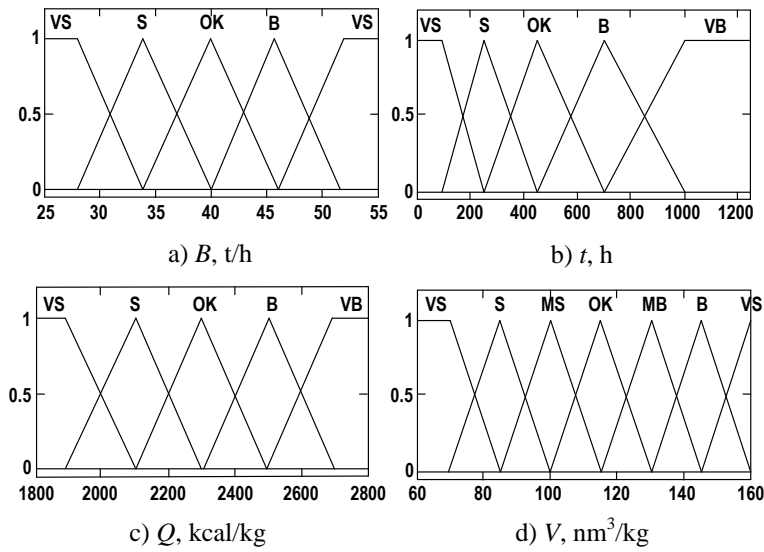 VS S OK B VS
1
0.5
0
25 30 35 40 45 50 55
a) B, t/h
VS S OK B VB
1
0.5
0
0 200 400 600 800 1000 1200
b) t, h
VS S OK B VB
1
0.5
0
1800 2000 2200 2400 2600 2800
c) Q, kcal/kg
VS S MS OK MB B VS
1
0.5
0
60 80 100 120 140 160
d) V, nm³/kg